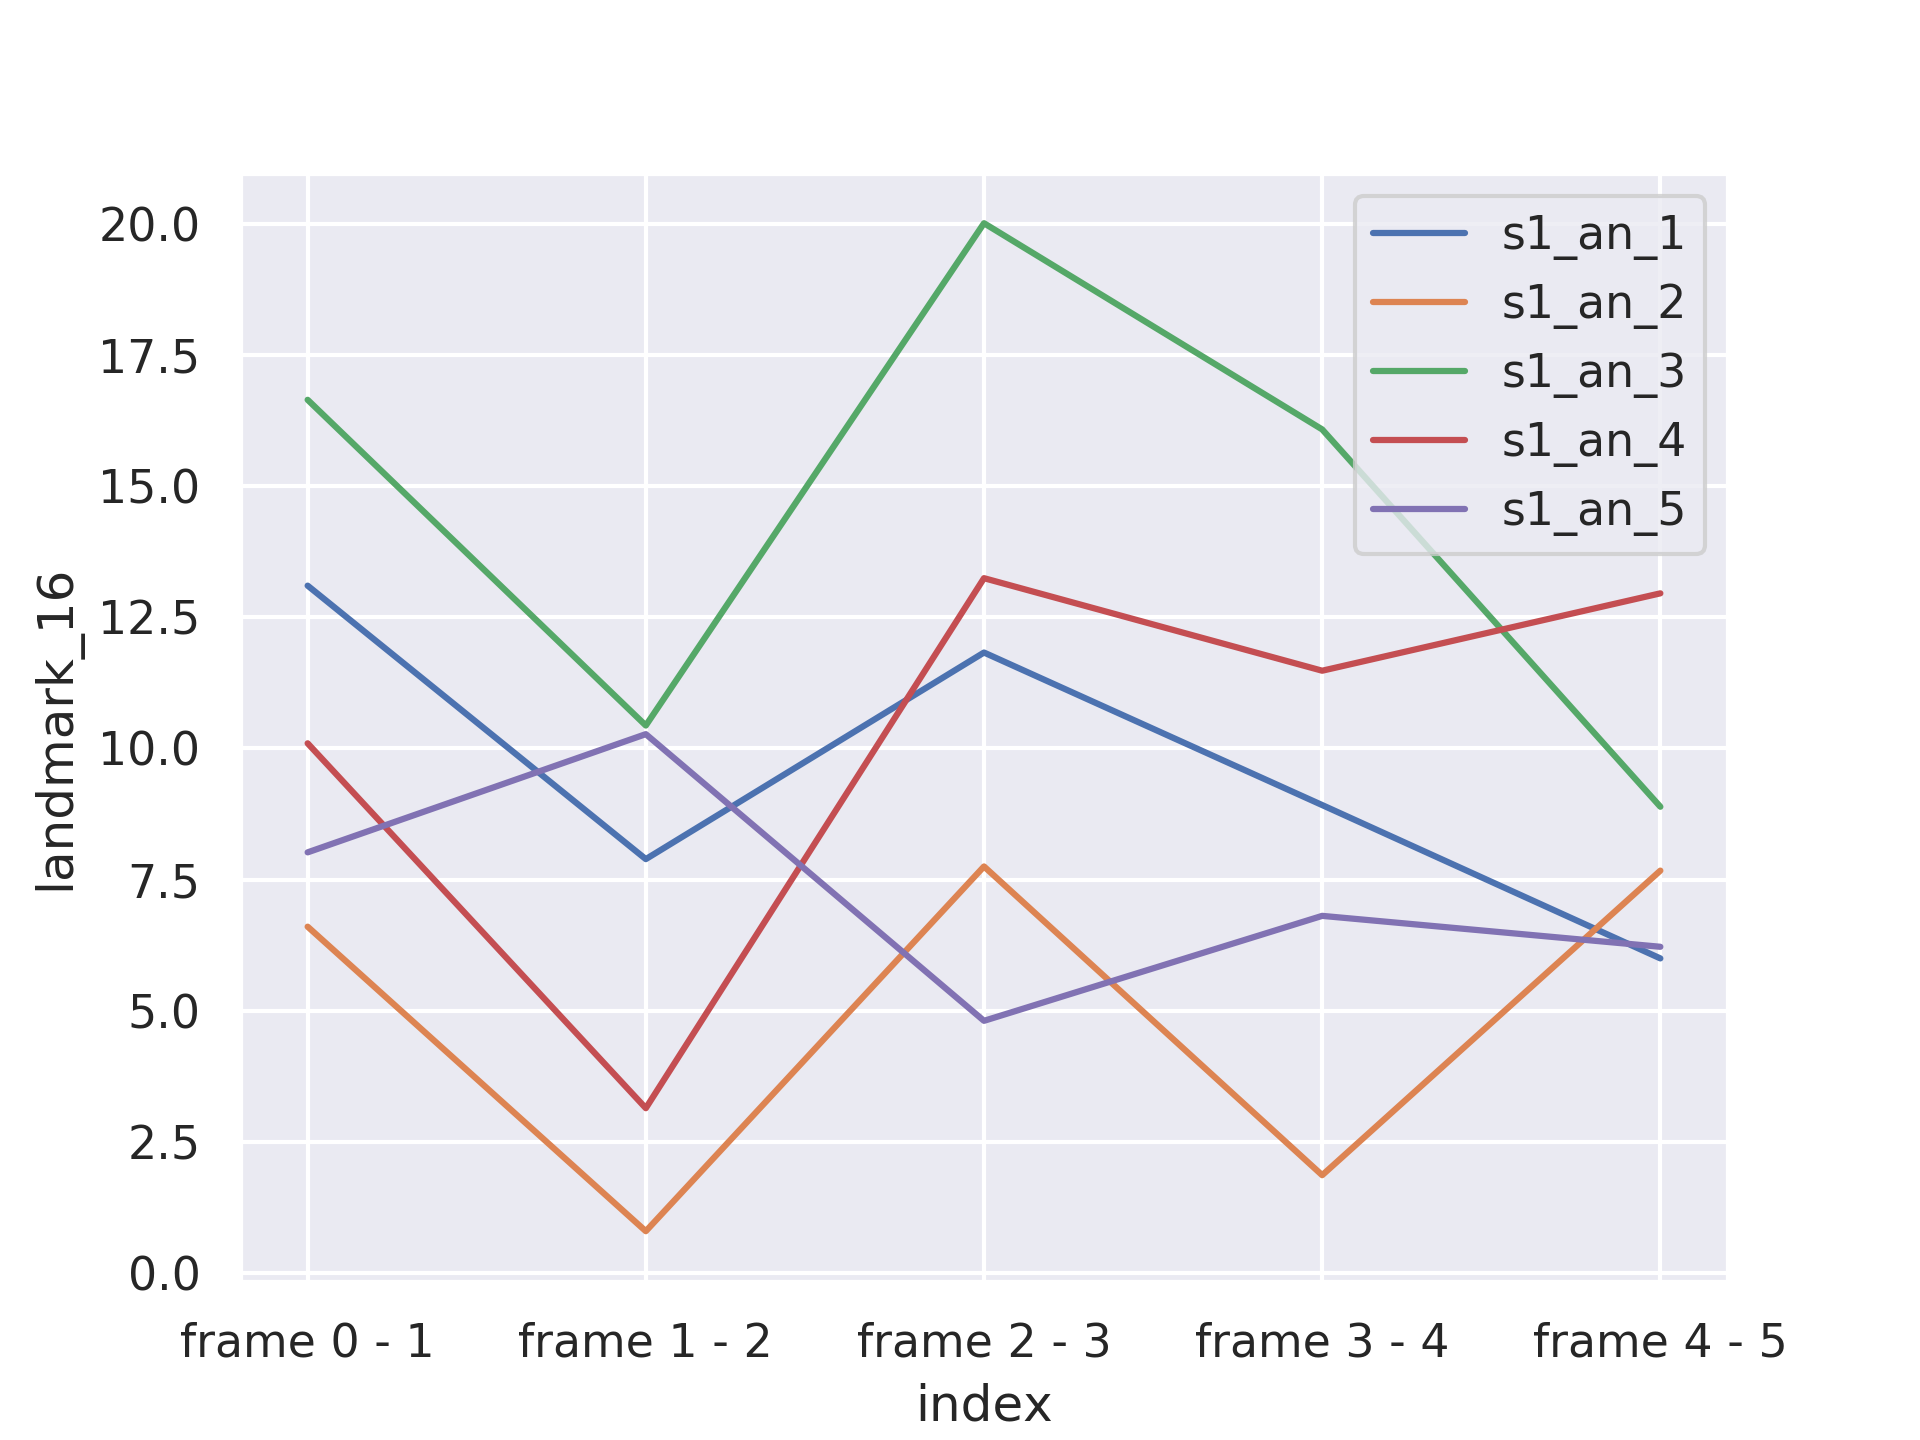 s1_an_1
s1_an_2
s1_an_3
s1_an_4
s1_an_5
landmark_16
20.0
17.5
15.0
12.5
10.0
7.5
5.0
2.5
0.0
frame 0 - 1
frame 1 - 2
frame 2 - 3
frame 3 - 4
frame 4 - 5
index